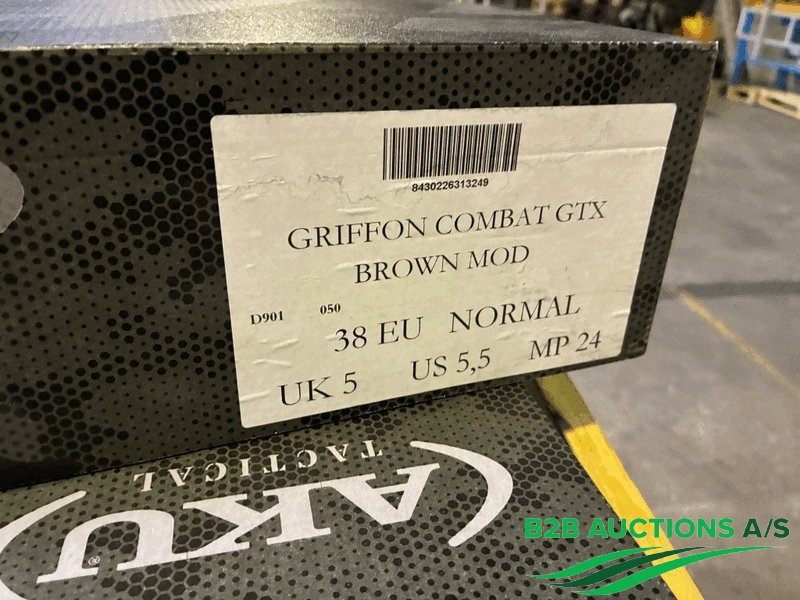 8430226313249
GRIFFON COMBAT GTX
BROWN MOD
D901 050
38 EU NORMAL
UK 5 US 5,5 MP 24
TACTICAL
AKU®
B2B AUCTIONS A/S